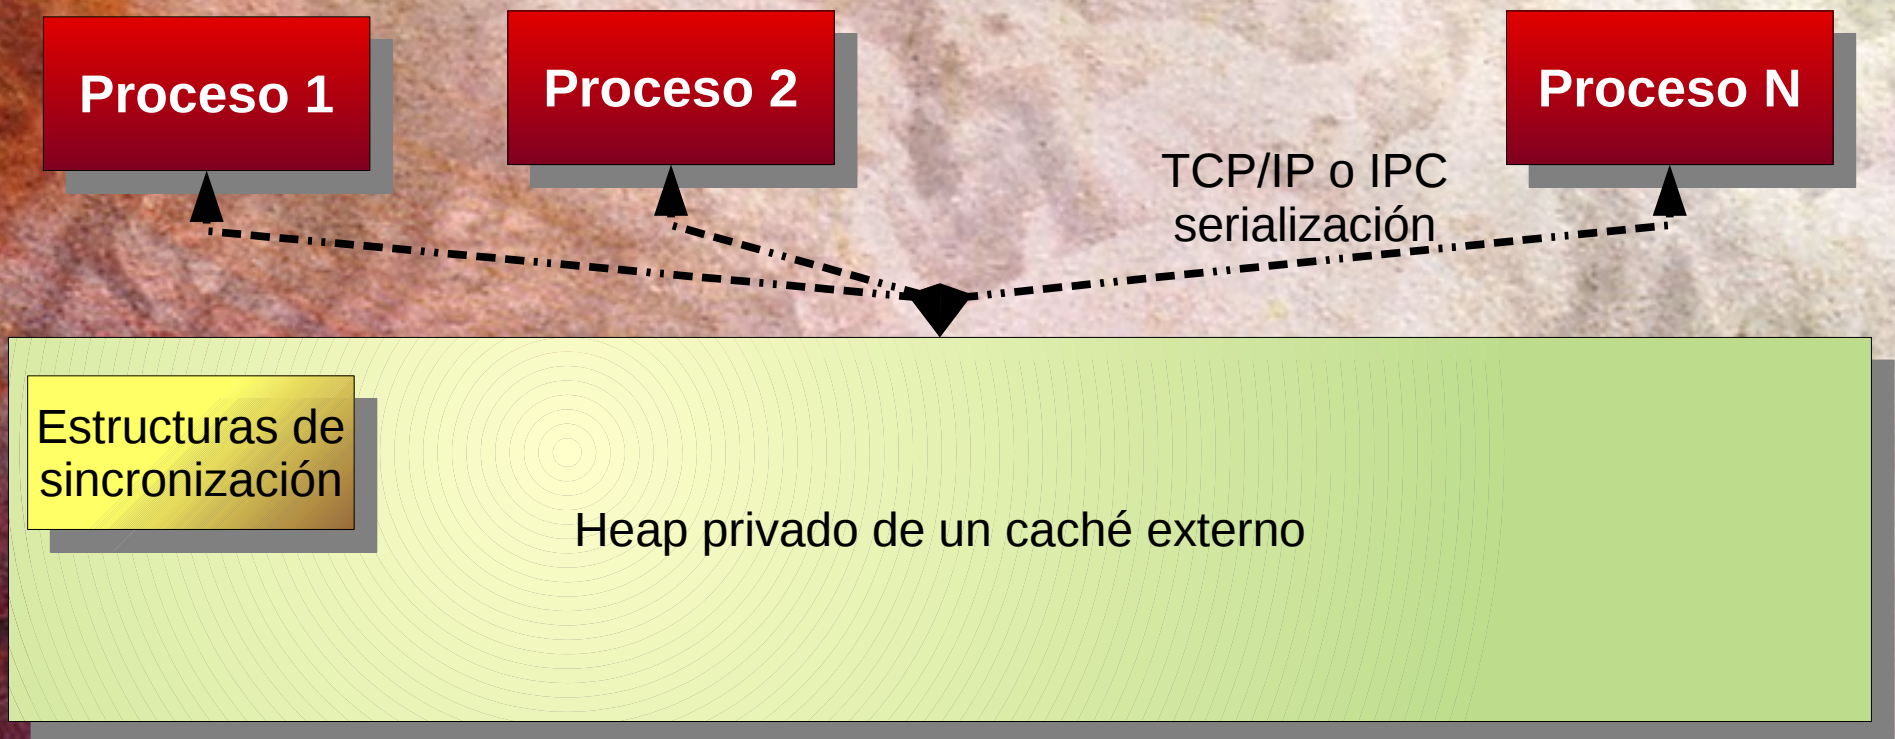 Proceso 1
Proceso 2
Proceso N
TCP/IP o IPC
serialización
Estructuras de
sincronización
Heap privado de un caché externo